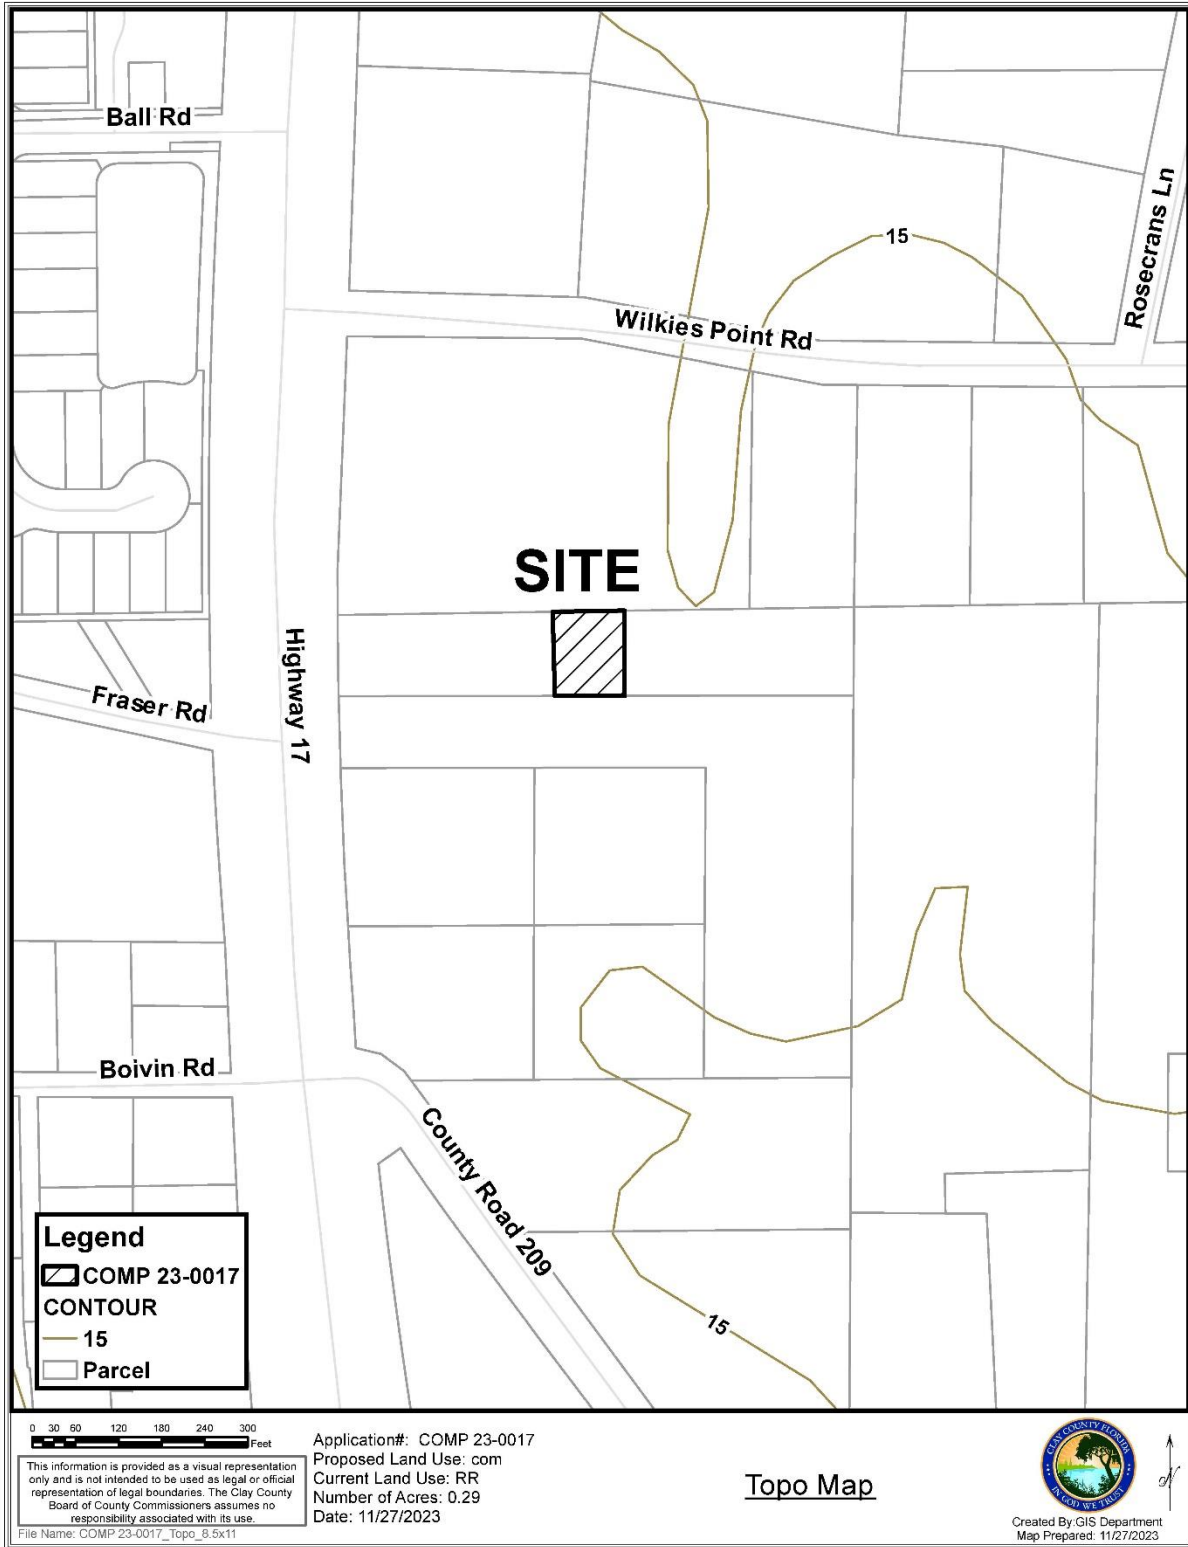 Ball Rd
Rosecrans Ln
15
Wilkies Point Rd
SITE
Highway 17
Fraser Rd
Boivin Rd
County Road 209
15
Legend
COMP 23-0017
CONTOUR
15
Parcel
0 30 60 120 180 240 300
Feet
This information is provided as a visual representation
only and is not intended to be used as legal or official
representation of legal boundaries. The Clay County
Board of County Commissioners assumes no
responsibility associated with its use.
File Name: COMP 23-0017_Topo_8.5x11
Application#: COMP 23-0017
Proposed Land Use: com
Current Land Use: RR
Number of Acres: 0.29
Date: 11/27/2023
Topo Map
CLAY COUNTY FLORIDA
IN GOD WE TRUST
N
Created By:GIS Department
Map Prepared: 11/27/2023